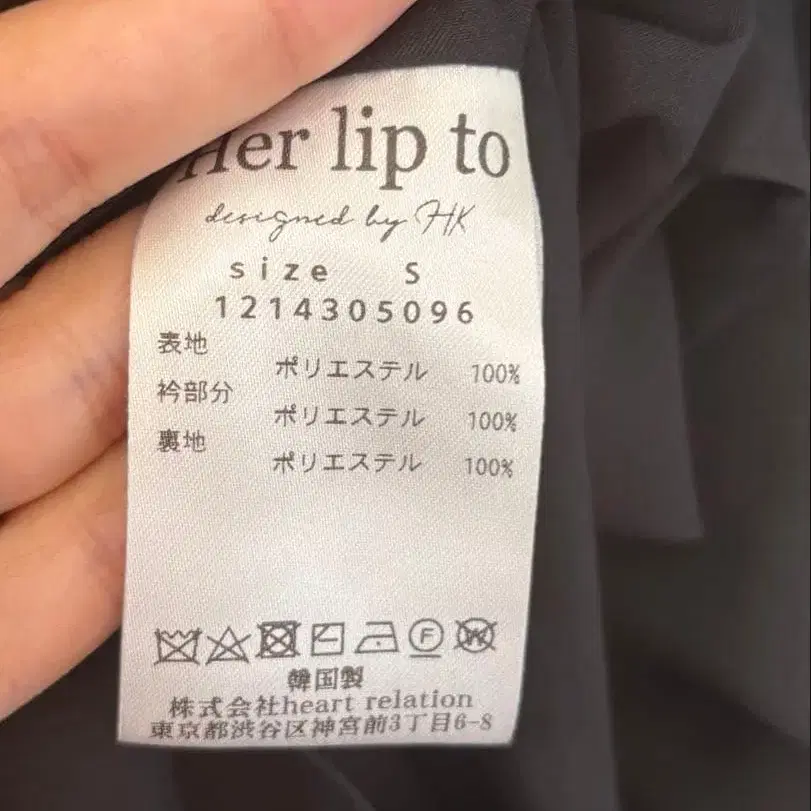 Her lip to
designed by HK
size S
1214305096
表地
ポリエステル 100%
衿部分
ポリエステル 100%
裏地
ポリエステル 100%
F W
韓国製
株式会社heart relation
東京都渋谷区神宮前3丁目6-8